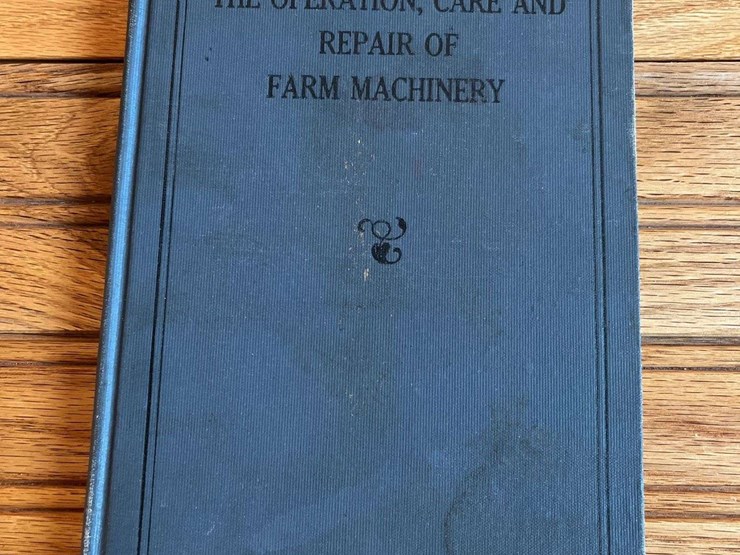 THE OPERATION, CARE AND
REPAIR OF
FARM MACHINERY